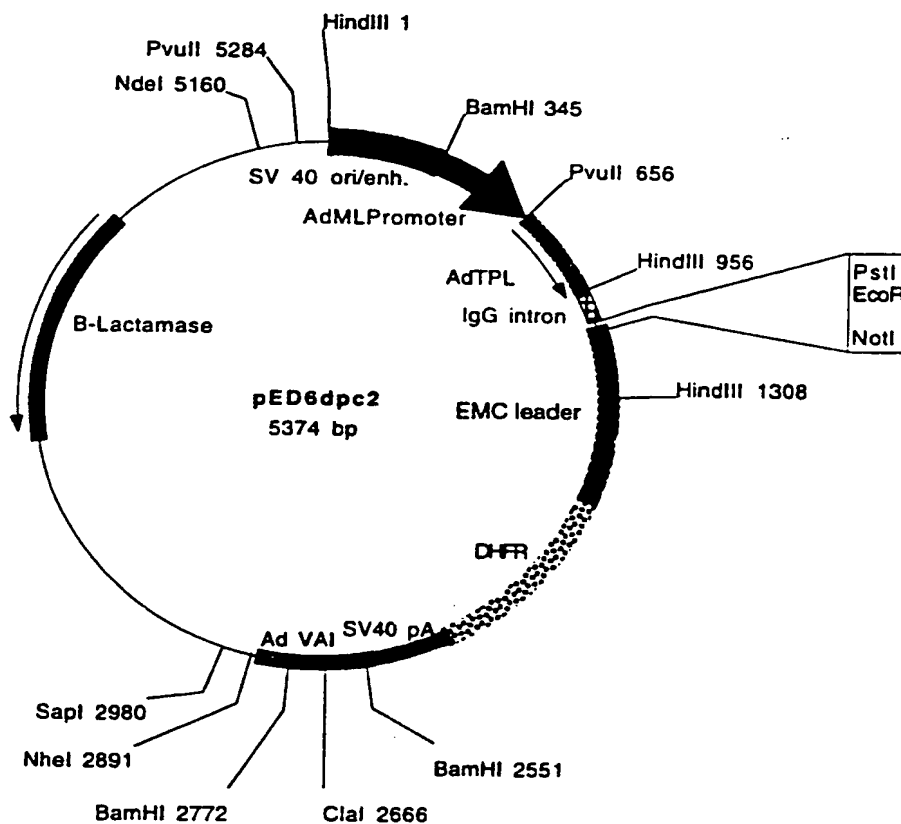 HindIII 1
PvuII 5284
NdeI 5160
BamHI 345
SV 40 ori/enh.
PvuII 656
AdMLPromoter
HindIII 956
AdTPL
PstI
EcoR
IgG intron
NotI
B-Lactamase
pED6dpc2
5374 bp
EMC leader
HindIII 1308
DHFR
SV40 pA
Ad VAI
SapI 2980
NheI 2891
BamHI 2551
BamHI 2772
ClaI 2666